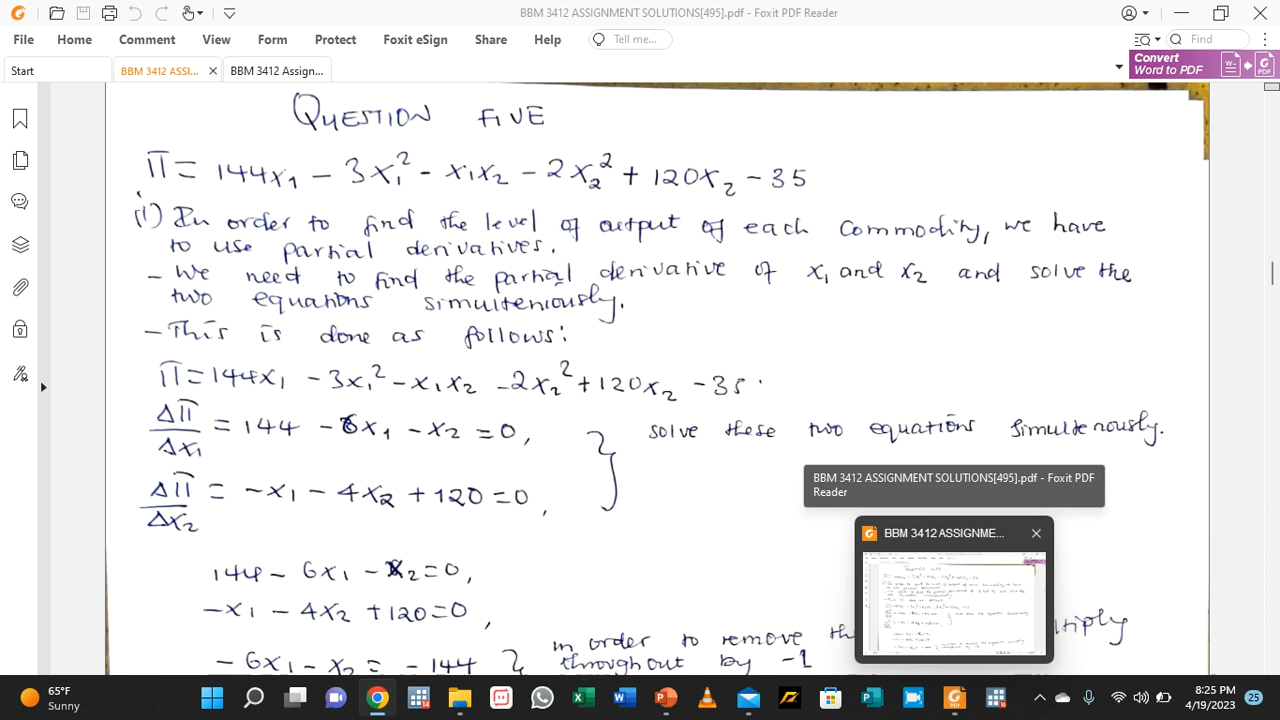 BBM 3412 ASSIGNMENT SOLUTIONS[495].pdf - Foxit PDF Reader
File Home Comment View Form Protect Foxit eSign Share Help Tell me... Find
Start BBM 3412 ASSI... BBM 3412 Assign... Convert Word to PDF
QUESTION FIVE
Π = 144x₁ - 3x₁² - x₁x₂ - 2x₂² + 120x₂ - 35
(i) In order to find the level of output of each commodity, we have
to use partial derivatives.
- We need to find the partial derivative of x₁ and x₂ and solve the
two equations simulteniously.
- This is done as follows:
Π = 144x₁ - 3x₁² - x₁x₂ - 2x₂² + 120x₂ - 35.
ΔΠ/Δx₁ = 144 - 6x₁ - x₂ = 0, } solve these two equations simultenously.
ΔΠ/Δx₂ = -x₁ - 4x₂ + 120 = 0,
BBM 3412 ASSIGNMENT SOLUTIONS[495].pdf - Foxit PDF
Reader
BBM 3412 ASSIGNME...
144 - 6x₁ - x₂ = 0,
-x₁ - 4x₂ + 120 = 0,
in order to remove
- 6x₁ - x₂ = - 144 } throughout by -1
65°F
Sunny
8:25 PM
4/19/2023
25